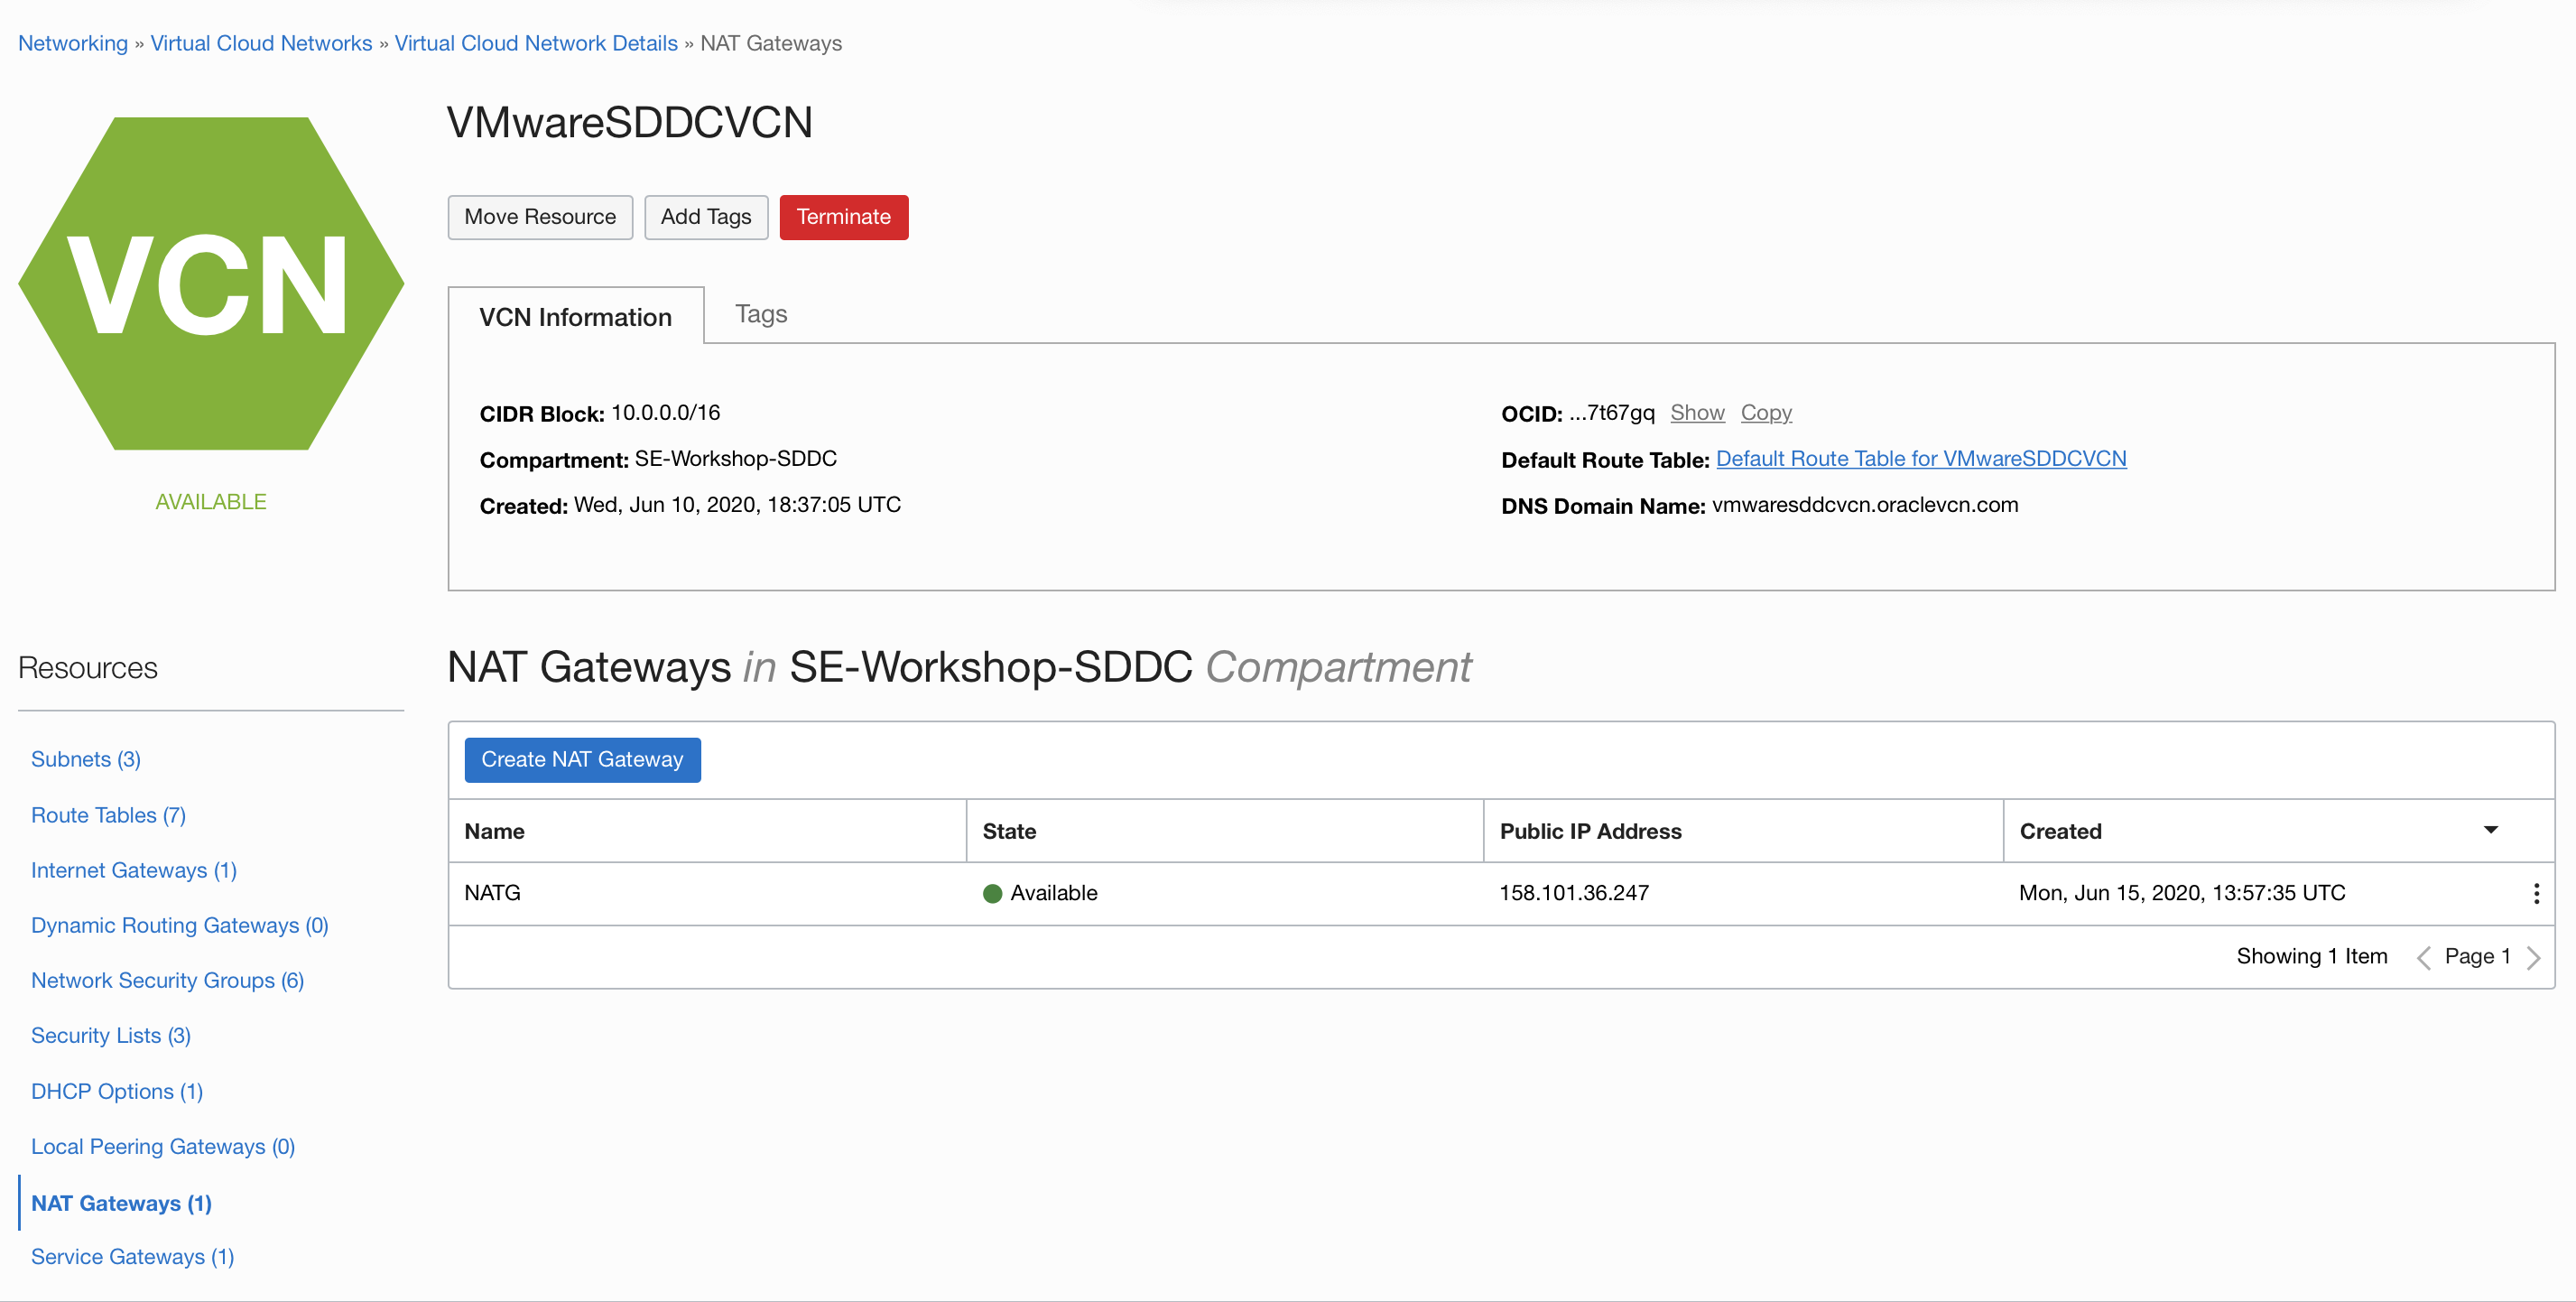 Networking » Virtual Cloud Networks » Virtual Cloud Network Details » NAT Gateways
VCN
AVAILABLE
VMwareSDDCVCN
Move Resource Add Tags Terminate
VCN Information Tags
CIDR Block: 10.0.0.0/16
Compartment: SE-Workshop-SDDC
Created: Wed, Jun 10, 2020, 18:37:05 UTC
OCID: ...7t67gq Show Copy
Default Route Table: Default Route Table for VMwareSDDCVCN
DNS Domain Name: vmwaresddcvcn.oraclevcn.com
Resources
Subnets (3)
Route Tables (7)
Internet Gateways (1)
Dynamic Routing Gateways (0)
Network Security Groups (6)
Security Lists (3)
DHCP Options (1)
Local Peering Gateways (0)
NAT Gateways (1)
Service Gateways (1)
NAT Gateways in SE-Workshop-SDDC Compartment
Create NAT Gateway
Name State Public IP Address Created
NATG Available 158.101.36.247 Mon, Jun 15, 2020, 13:57:35 UTC
Showing 1 Item Page 1